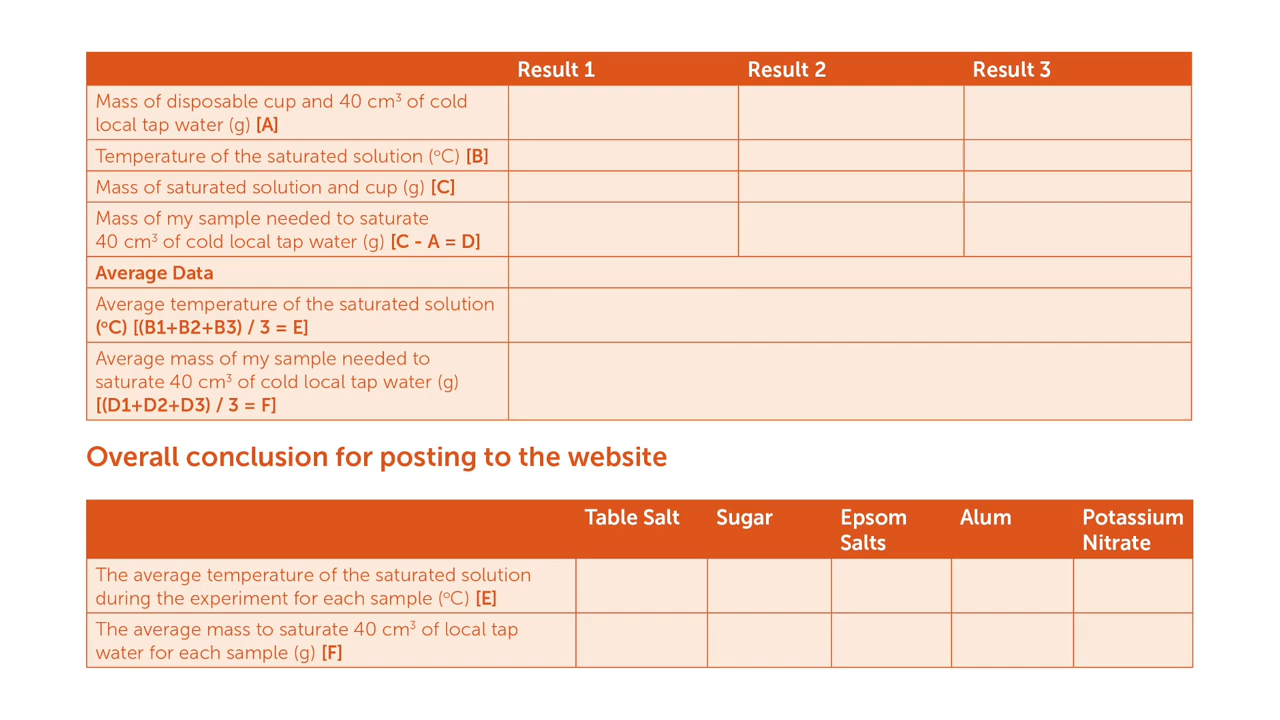 Result 1 Result 2 Result 3
Mass of disposable cup and 40 cm³ of cold
local tap water (g) [A]
Temperature of the saturated solution (ºC) [B]
Mass of saturated solution and cup (g) [C]
Mass of my sample needed to saturate
40 cm³ of cold local tap water (g) [C - A = D]
Average Data
Average temperature of the saturated solution
(ºC) [(B1+B2+B3) / 3 = E]
Average mass of my sample needed to
saturate 40 cm³ of cold local tap water (g)
[(D1+D2+D3) / 3 = F]
Overall conclusion for posting to the website
Table Salt Sugar Epsom Alum Potassium
Salts Nitrate
The average temperature of the saturated solution
during the experiment for each sample (ºC) [E]
The average mass to saturate 40 cm³ of local tap
water for each sample (g) [F]